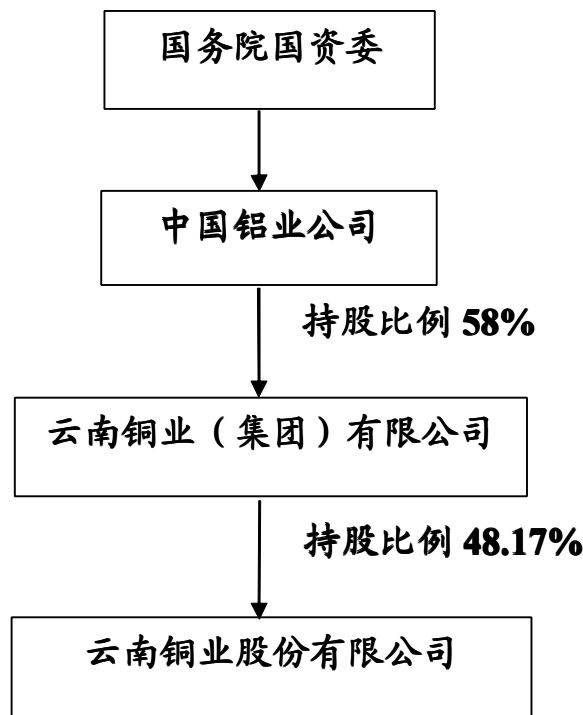 国务院国资委
中国铝业公司
持股比例 58%
云南铜业（集团）有限公司
持股比例 48.17%
云南铜业股份有限公司